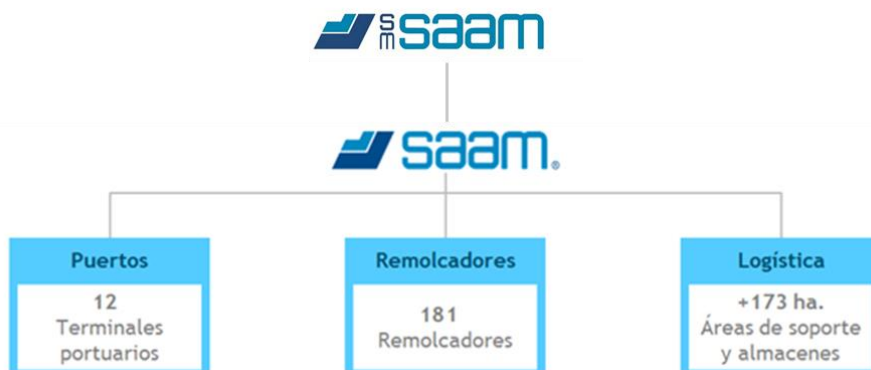 SM saam
saam®
Puertos
12
Terminales
portuarios
Remolcadores
181
Remolcadores
Logística
+173 ha.
Áreas de soporte
y almacenes